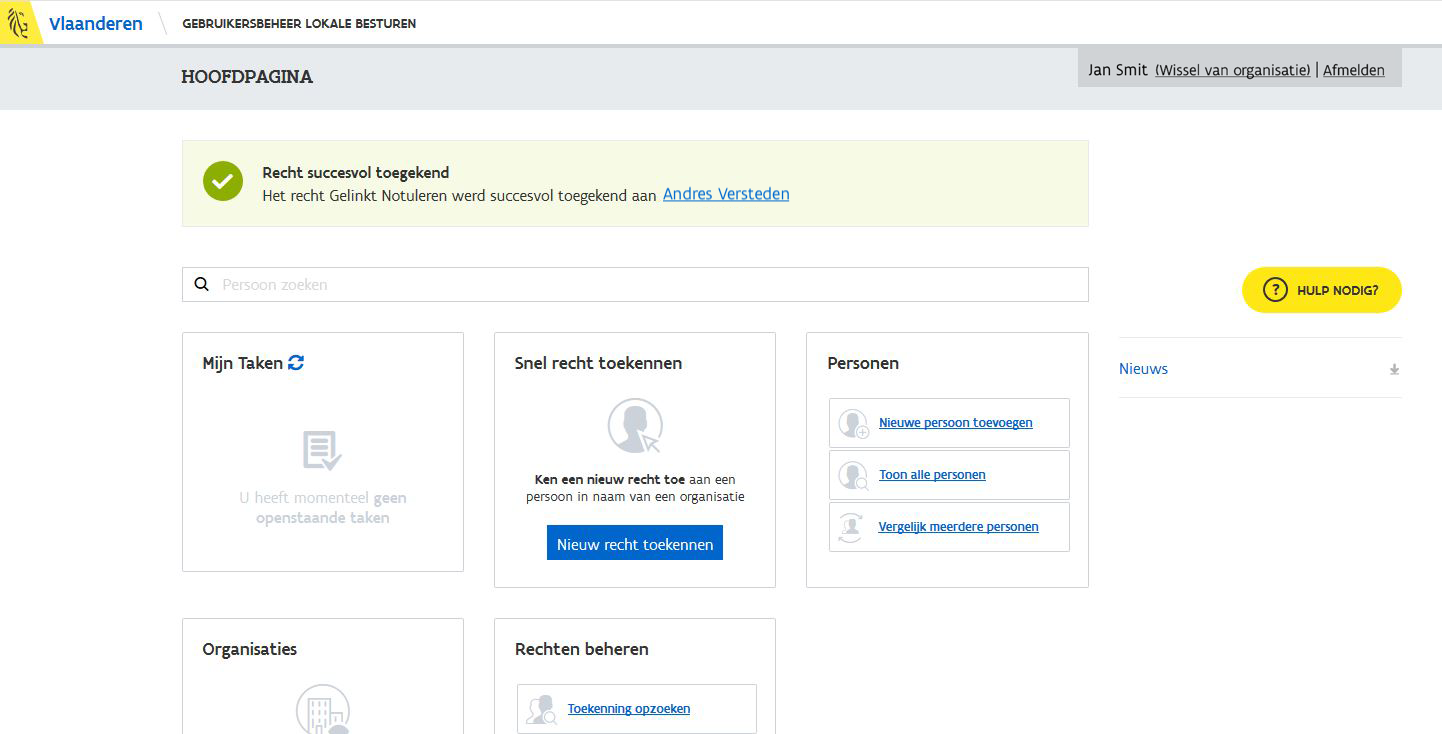 Vlaanderen
GEBRUIKERSBEHEER LOKALE BESTUREN
HOOFDPAGINA
Jan Smit (Wissel van organisatie) | Afmelden
Recht succesvol toegekend
Het recht Gelinkt Notuleren werd succesvol toegekend aan Andres Versteden
Persoon zoeken
? HULP NODIG?
Mijn Taken
U heeft momenteel geen
openstaande taken
Snel recht toekennen
Ken een nieuw recht toe aan een
persoon in naam van een organisatie
Nieuw recht toekennen
Personen
Nieuwe persoon toevoegen
Toon alle personen
Vergelijk meerdere personen
Nieuws
Organisaties
Rechten beheren
Toekenning opzoeken